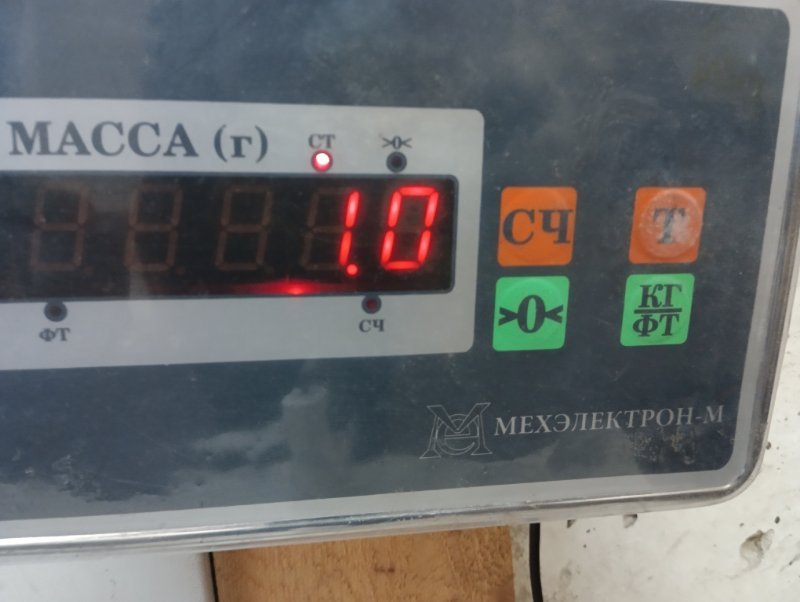 МАССА (г)
СТ
>0<
1.0
СЧ
Т
ФТ
СЧ
>0<
КГ
ФТ
МЕХЭЛЕКТРОН-М